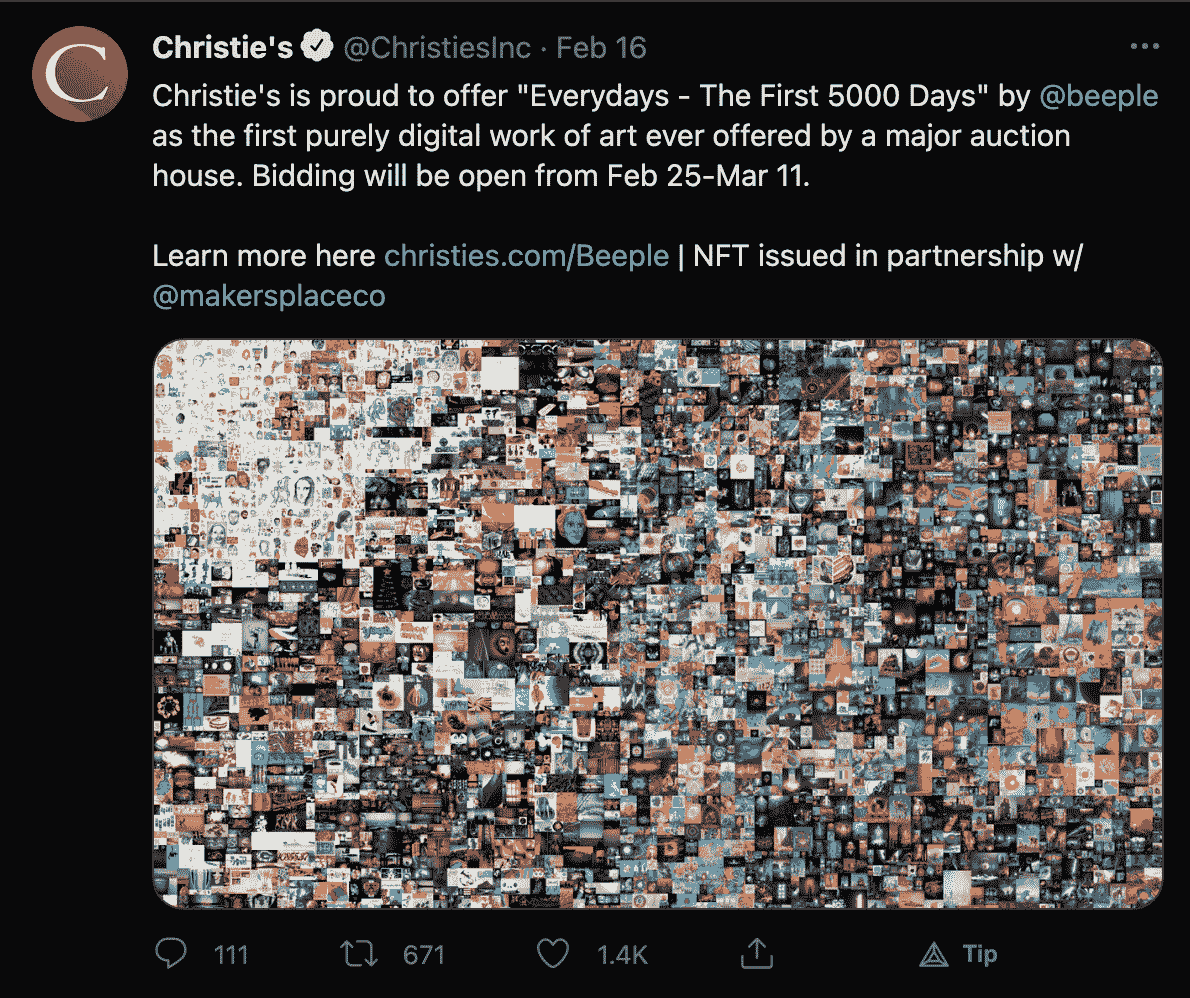 Christie's @ChristiesInc · Feb 16
Christie's is proud to offer "Everydays - The First 5000 Days" by @beeple
as the first purely digital work of art ever offered by a major auction
house. Bidding will be open from Feb 25-Mar 11.
Learn more here christies.com/Beeple | NFT issued in partnership w/
@makersplaceco
111 671 1.4K Tip